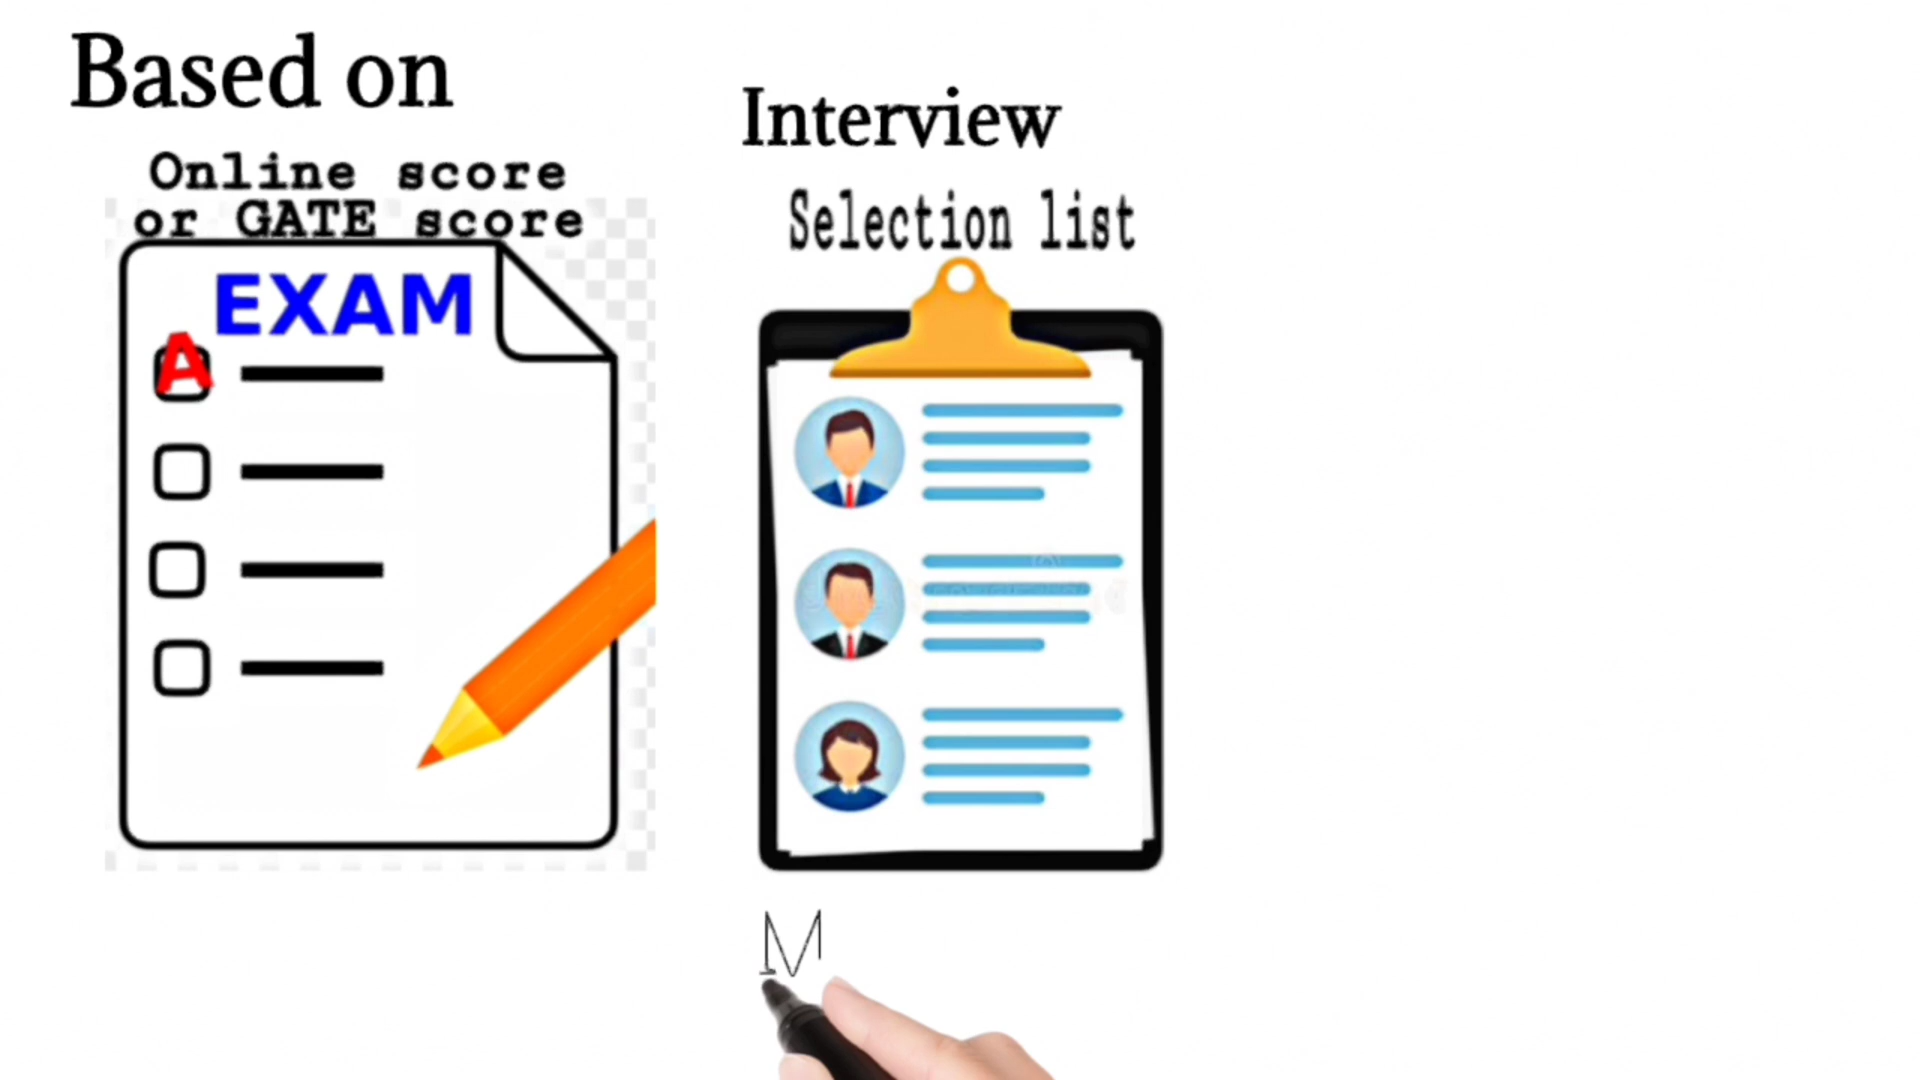 Based on
Online score
or GATE score
EXAM
A
Interview
Selection list
M